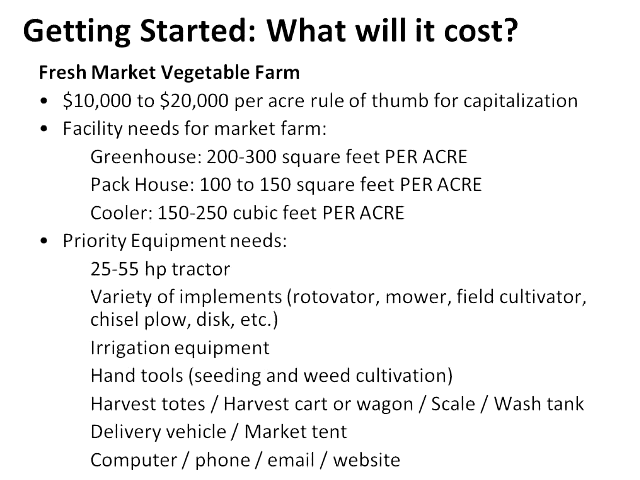 Getting Started: What will it cost?
Fresh Market Vegetable Farm
• $10,000 to $20,000 per acre rule of thumb for capitalization
• Facility needs for market farm:
Greenhouse: 200-300 square feet PER ACRE
Pack House: 100 to 150 square feet PER ACRE
Cooler: 150-250 cubic feet PER ACRE
• Priority Equipment needs:
25-55 hp tractor
Variety of implements (rotovator, mower, field cultivator,
chisel plow, disk, etc.)
Irrigation equipment
Hand tools (seeding and weed cultivation)
Harvest totes / Harvest cart or wagon / Scale / Wash tank
Delivery vehicle / Market tent
Computer / phone / email / website